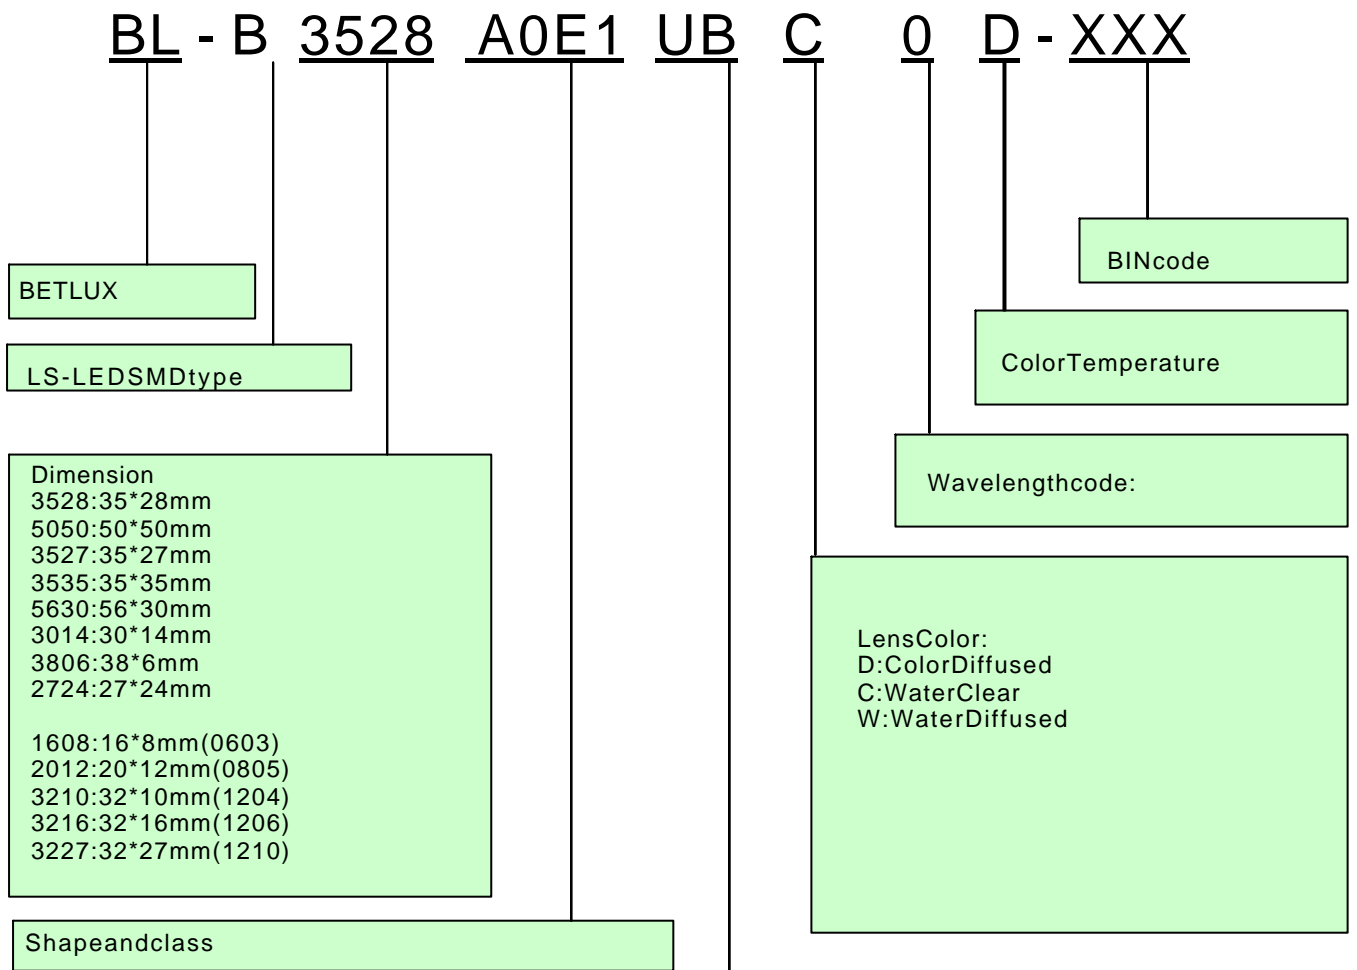 BL - B 3528 A0E1 UB C 0 D - XXX
BINcode
BETLUX
ColorTemperature
LS-LEDSMDtype
Wavelengthcode:
Dimension
3528:35*28mm
5050:50*50mm
3527:35*27mm
3535:35*35mm
5630:56*30mm
3014:30*14mm
3806:38*6mm
2724:27*24mm
1608:16*8mm(0603)
2012:20*12mm(0805)
3210:32*10mm(1204)
3216:32*16mm(1206)
3227:32*27mm(1210)
LensColor:
D:ColorDiffused
C:WaterClear
W:WaterDiffused
Shapeandclass